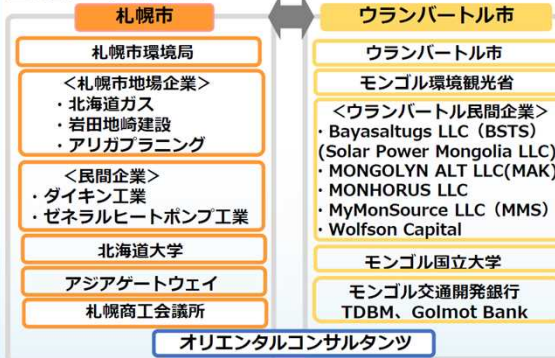 札幌市
札幌市環境局
＜札幌市地場企業＞
・北海道ガス
・岩田地崎建設
・アリガプラニング
＜民間企業＞
・ダイキン工業
・ゼネラルヒートポンプ工業
北海道大学
アジアゲートウェイ
札幌商工会議所
ウランバートル市
ウランバートル市
モンゴル環境観光省
＜ウランバートル民間企業＞
・Bayasaltugs LLC（BSTS）
(Solar Power Mongolia LLC)
・MONGOLYN ALT LLC(MAK)
・MONHORUS LLC
・MyMonSource LLC（MMS）
・Wolfson Capital
モンゴル国立大学
モンゴル交通開発銀行
TDBM、Golmot Bank
オリエンタルコンサルタンツ